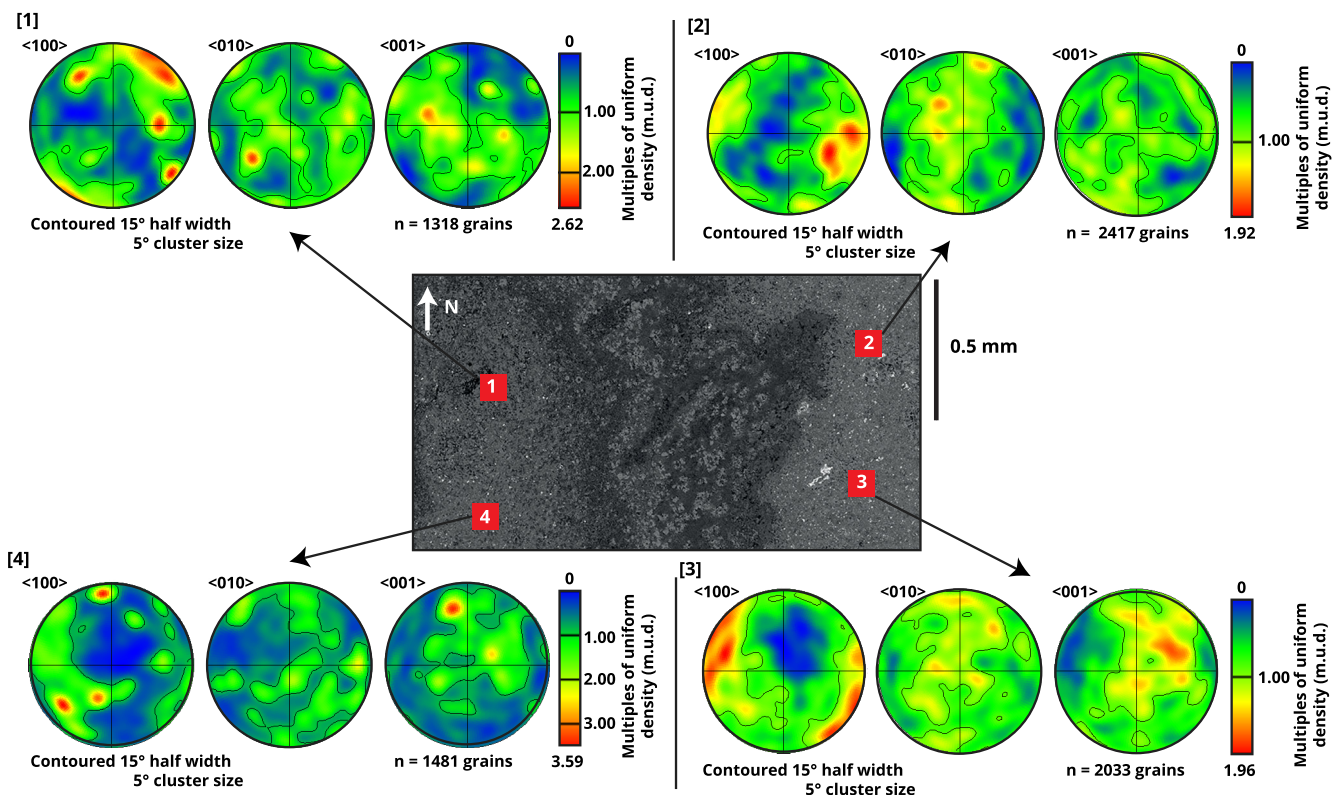 [1]
<100>
<010>
<001>
0
1.00
2.00
2.62
Multiples of uniform
density (m.u.d.)
Contoured 15° half width
5° cluster size
n = 1318 grains
[2]
<100>
<010>
<001>
0
1.00
1.92
Multiples of uniform
density (m.u.d.)
Contoured 15° half width
5° cluster size
n = 2417 grains
N
1
2
3
4
0.5 mm
[4]
<100>
<010>
<001>
0
1.00
2.00
3.00
3.59
Multiples of uniform
density (m.u.d.)
Contoured 15° half width
5° cluster size
n = 1481 grains
[3]
<100>
<010>
<001>
0
1.00
1.96
Multiples of uniform
density (m.u.d.)
Contoured 15° half width
5° cluster size
n = 2033 grains